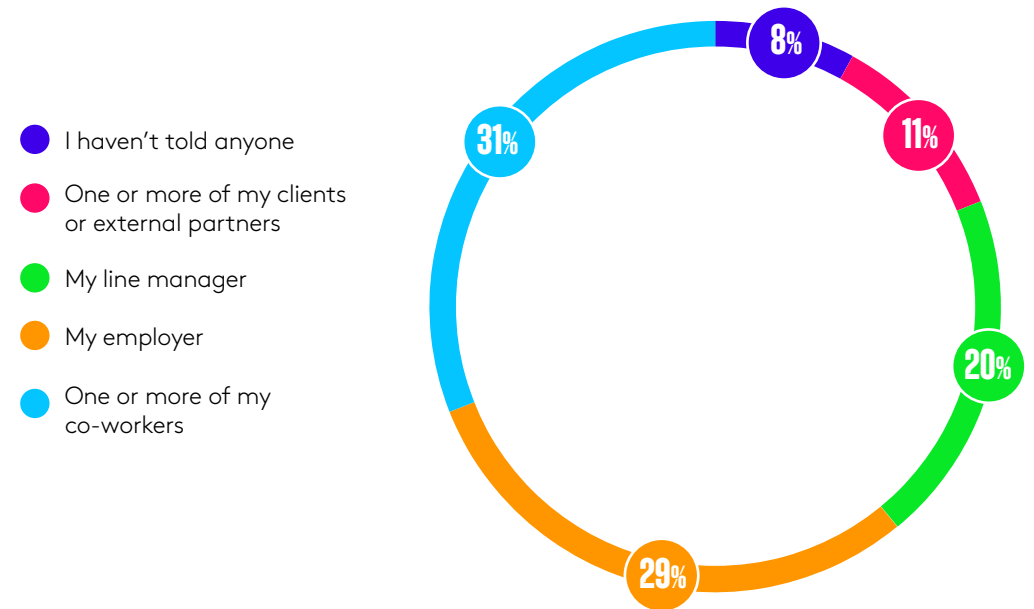 I haven’t told anyone
One or more of my clients
or external partners
My line manager
My employer
One or more of my
co-workers
8%
11%
20%
29%
31%